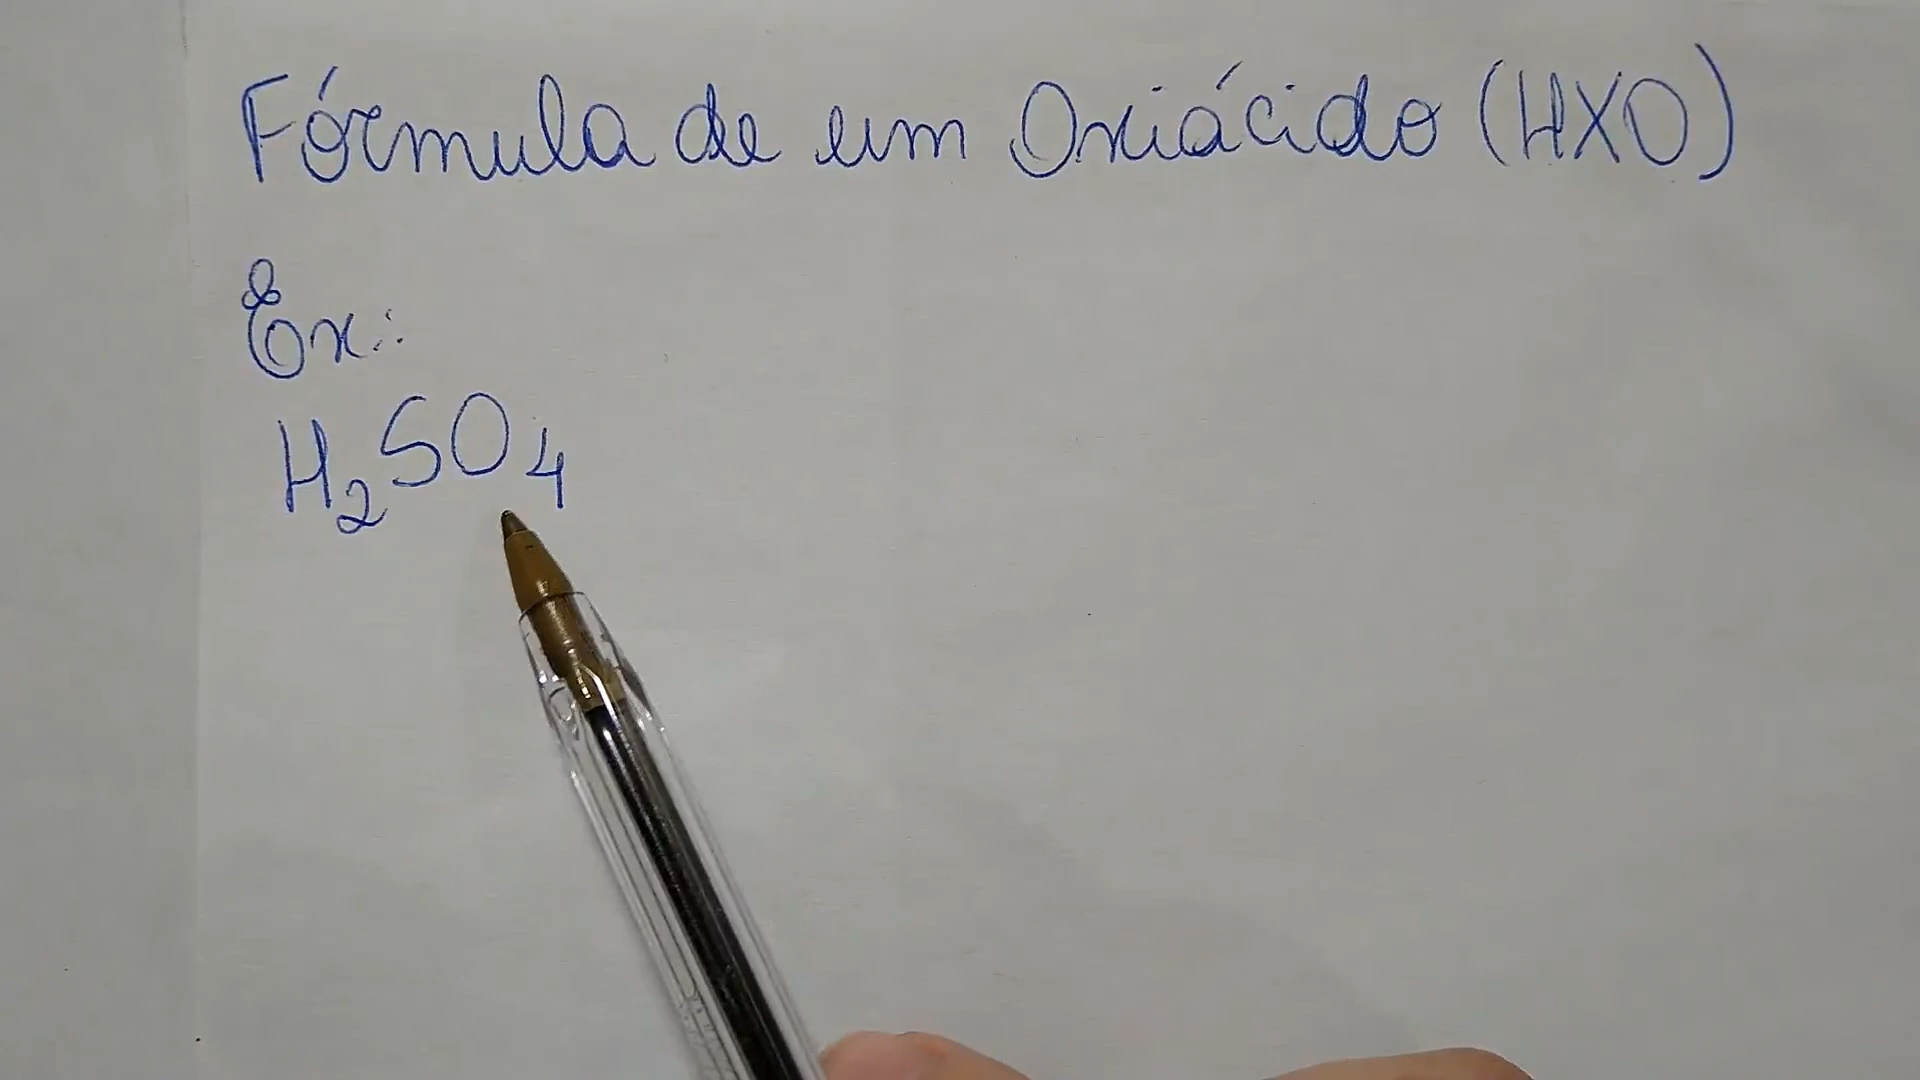 Fórmula de um Oxiácido (HXO)
Ex.:
H₂SO₄